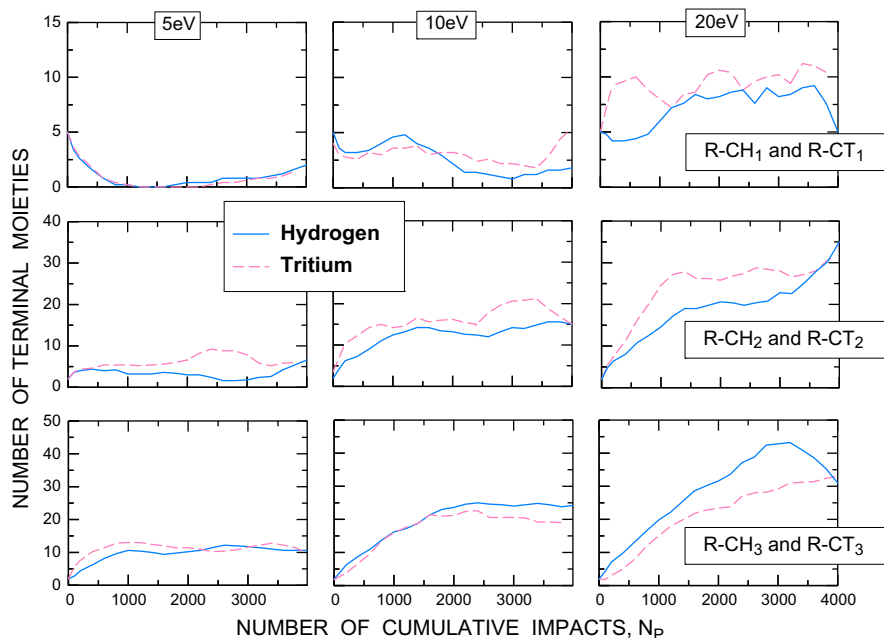 5eV 10eV 20eV
15
10
5
0
R-CH1 and R-CT1
40
30
20
10
0
Hydrogen
Tritium
R-CH2 and R-CT2
50
40
30
20
10
0
R-CH3 and R-CT3
0 1000 2000 3000 0 1000 2000 3000 0 1000 2000 3000 4000
NUMBER OF TERMINAL MOIETIES
NUMBER OF CUMULATIVE IMPACTS, NP